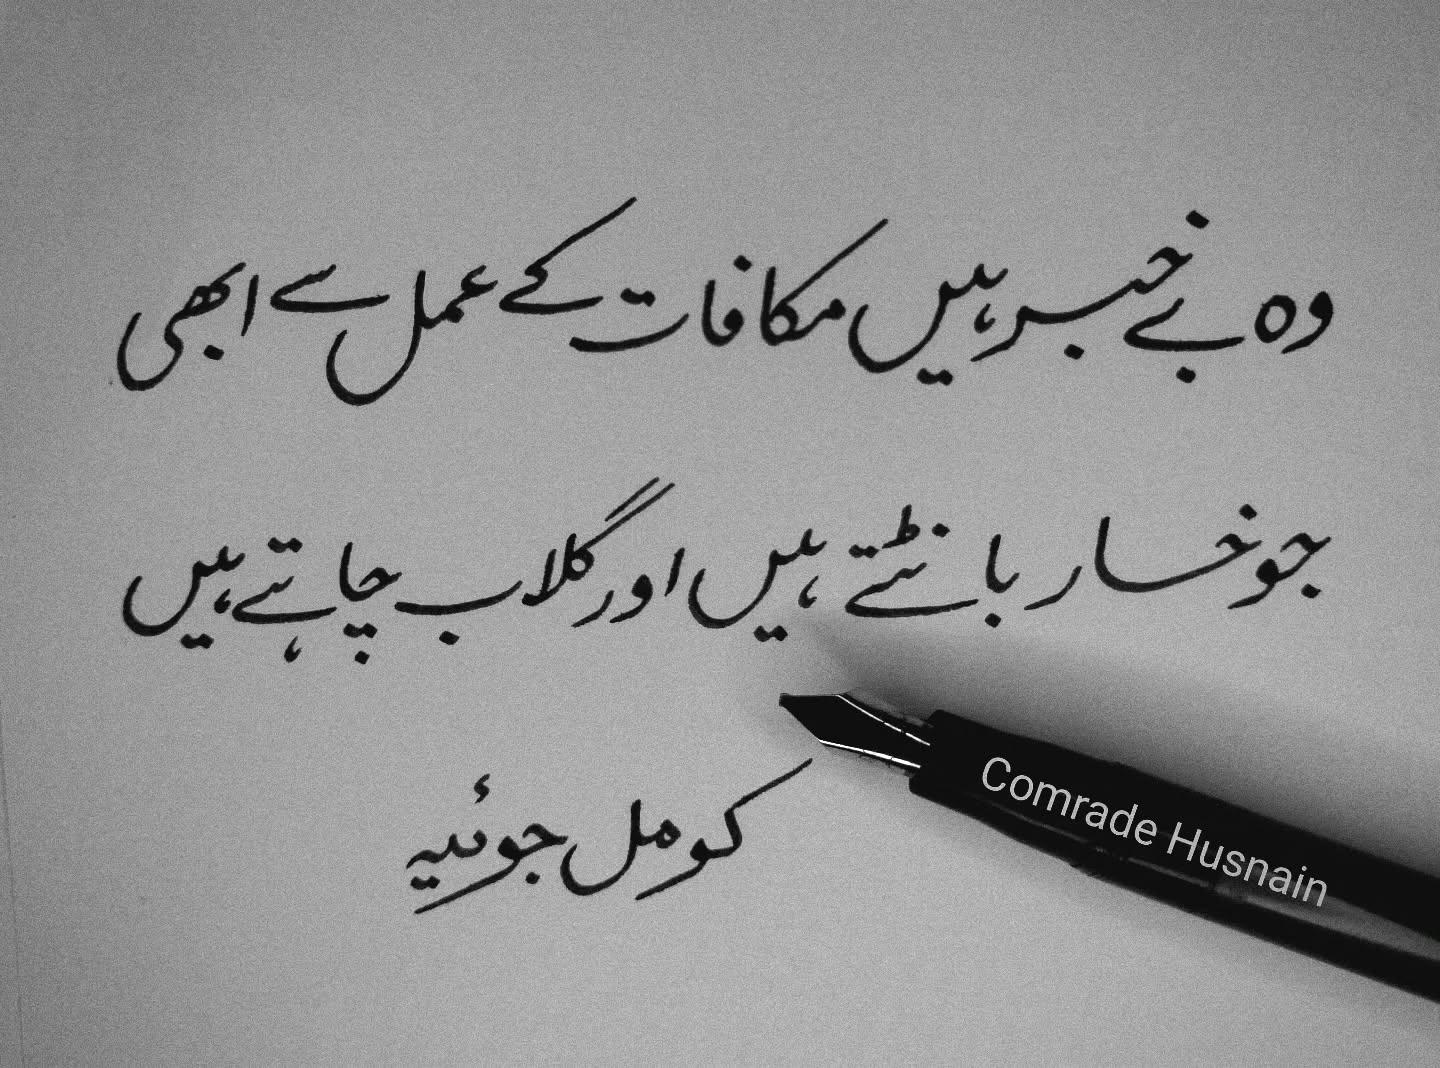 وہ بے خبر ہیں مکافات کے عمل سے ابھی
جو خسار بانٹتے ہیں اور گلاب چاہتے ہیں
کومل جوئیہ
Comrade Husnain